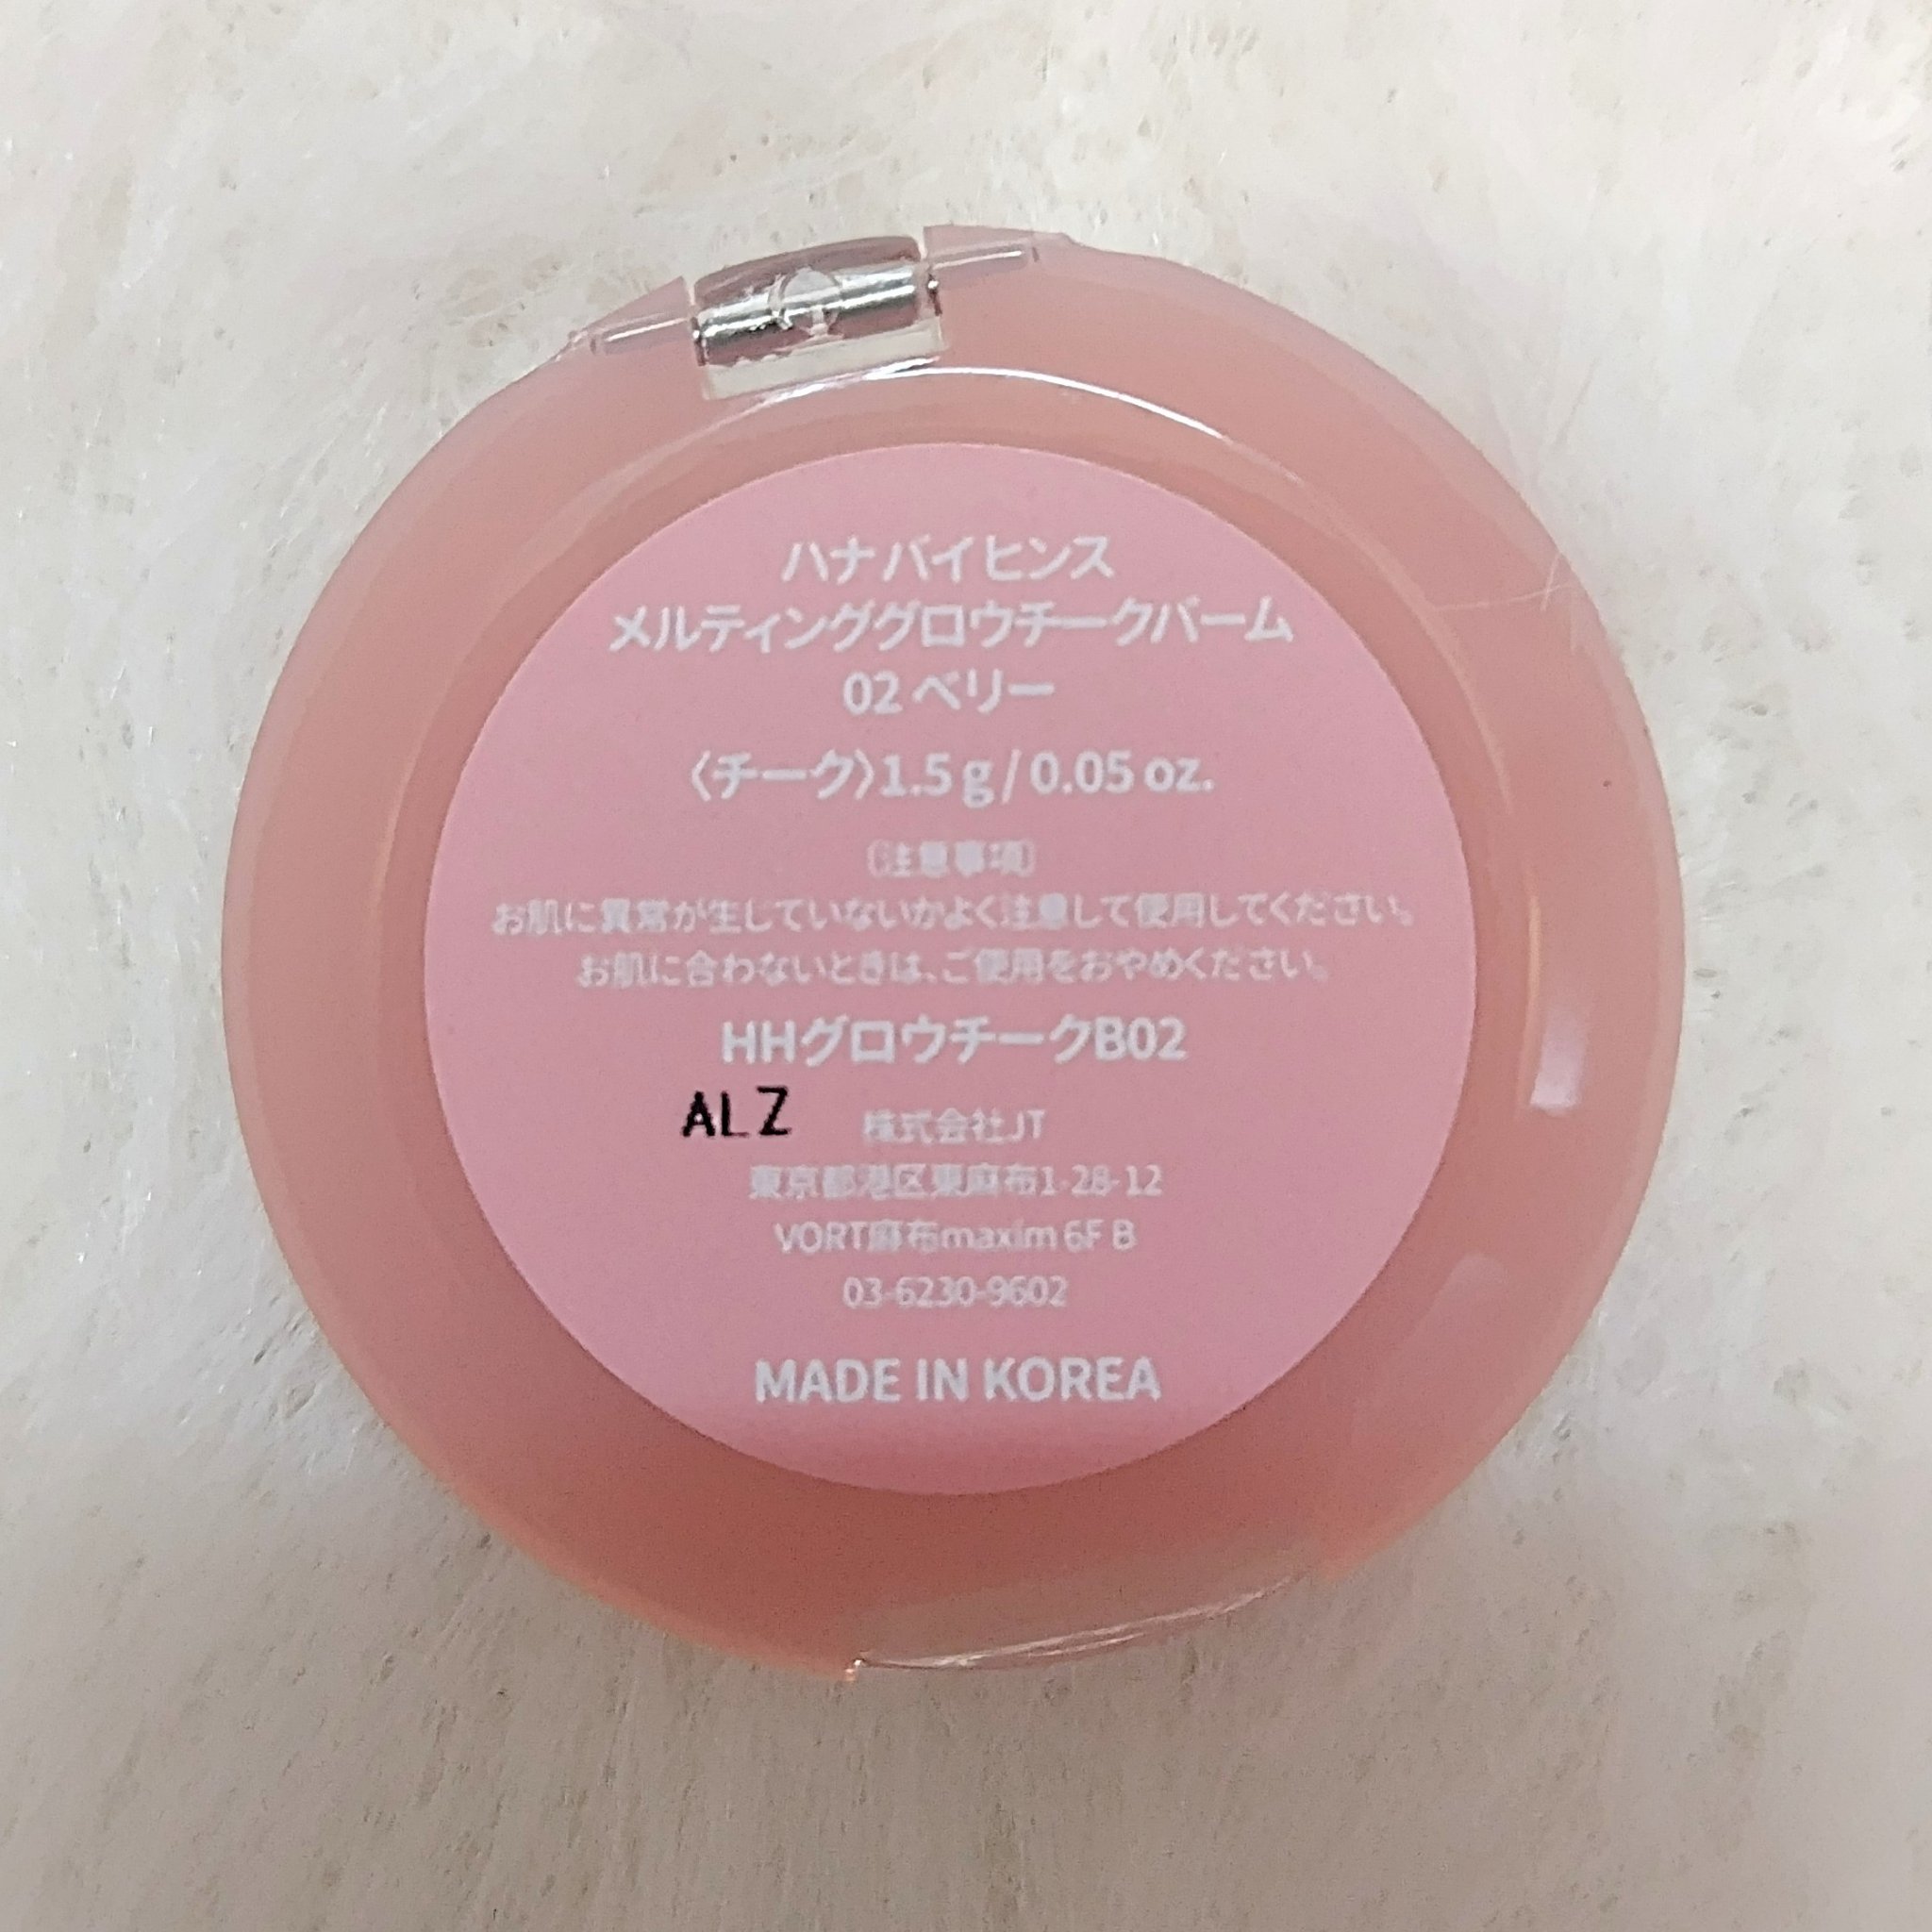 ハナバイヒンス
メルティンググロウチークバーム
02 ベリー
〈チーク〉1.5 g / 0.05 oz.
〔注意事項〕
お肌に異常が生じていないかよく注意して使用してください。
お肌に合わないときは、ご使用をおやめください。
HHグロウチークB02
ALZ
株式会社JT
東京都港区東麻布1-28-12
VORT麻布maxim 6F B
03-6230-9602
MADE IN KOREA